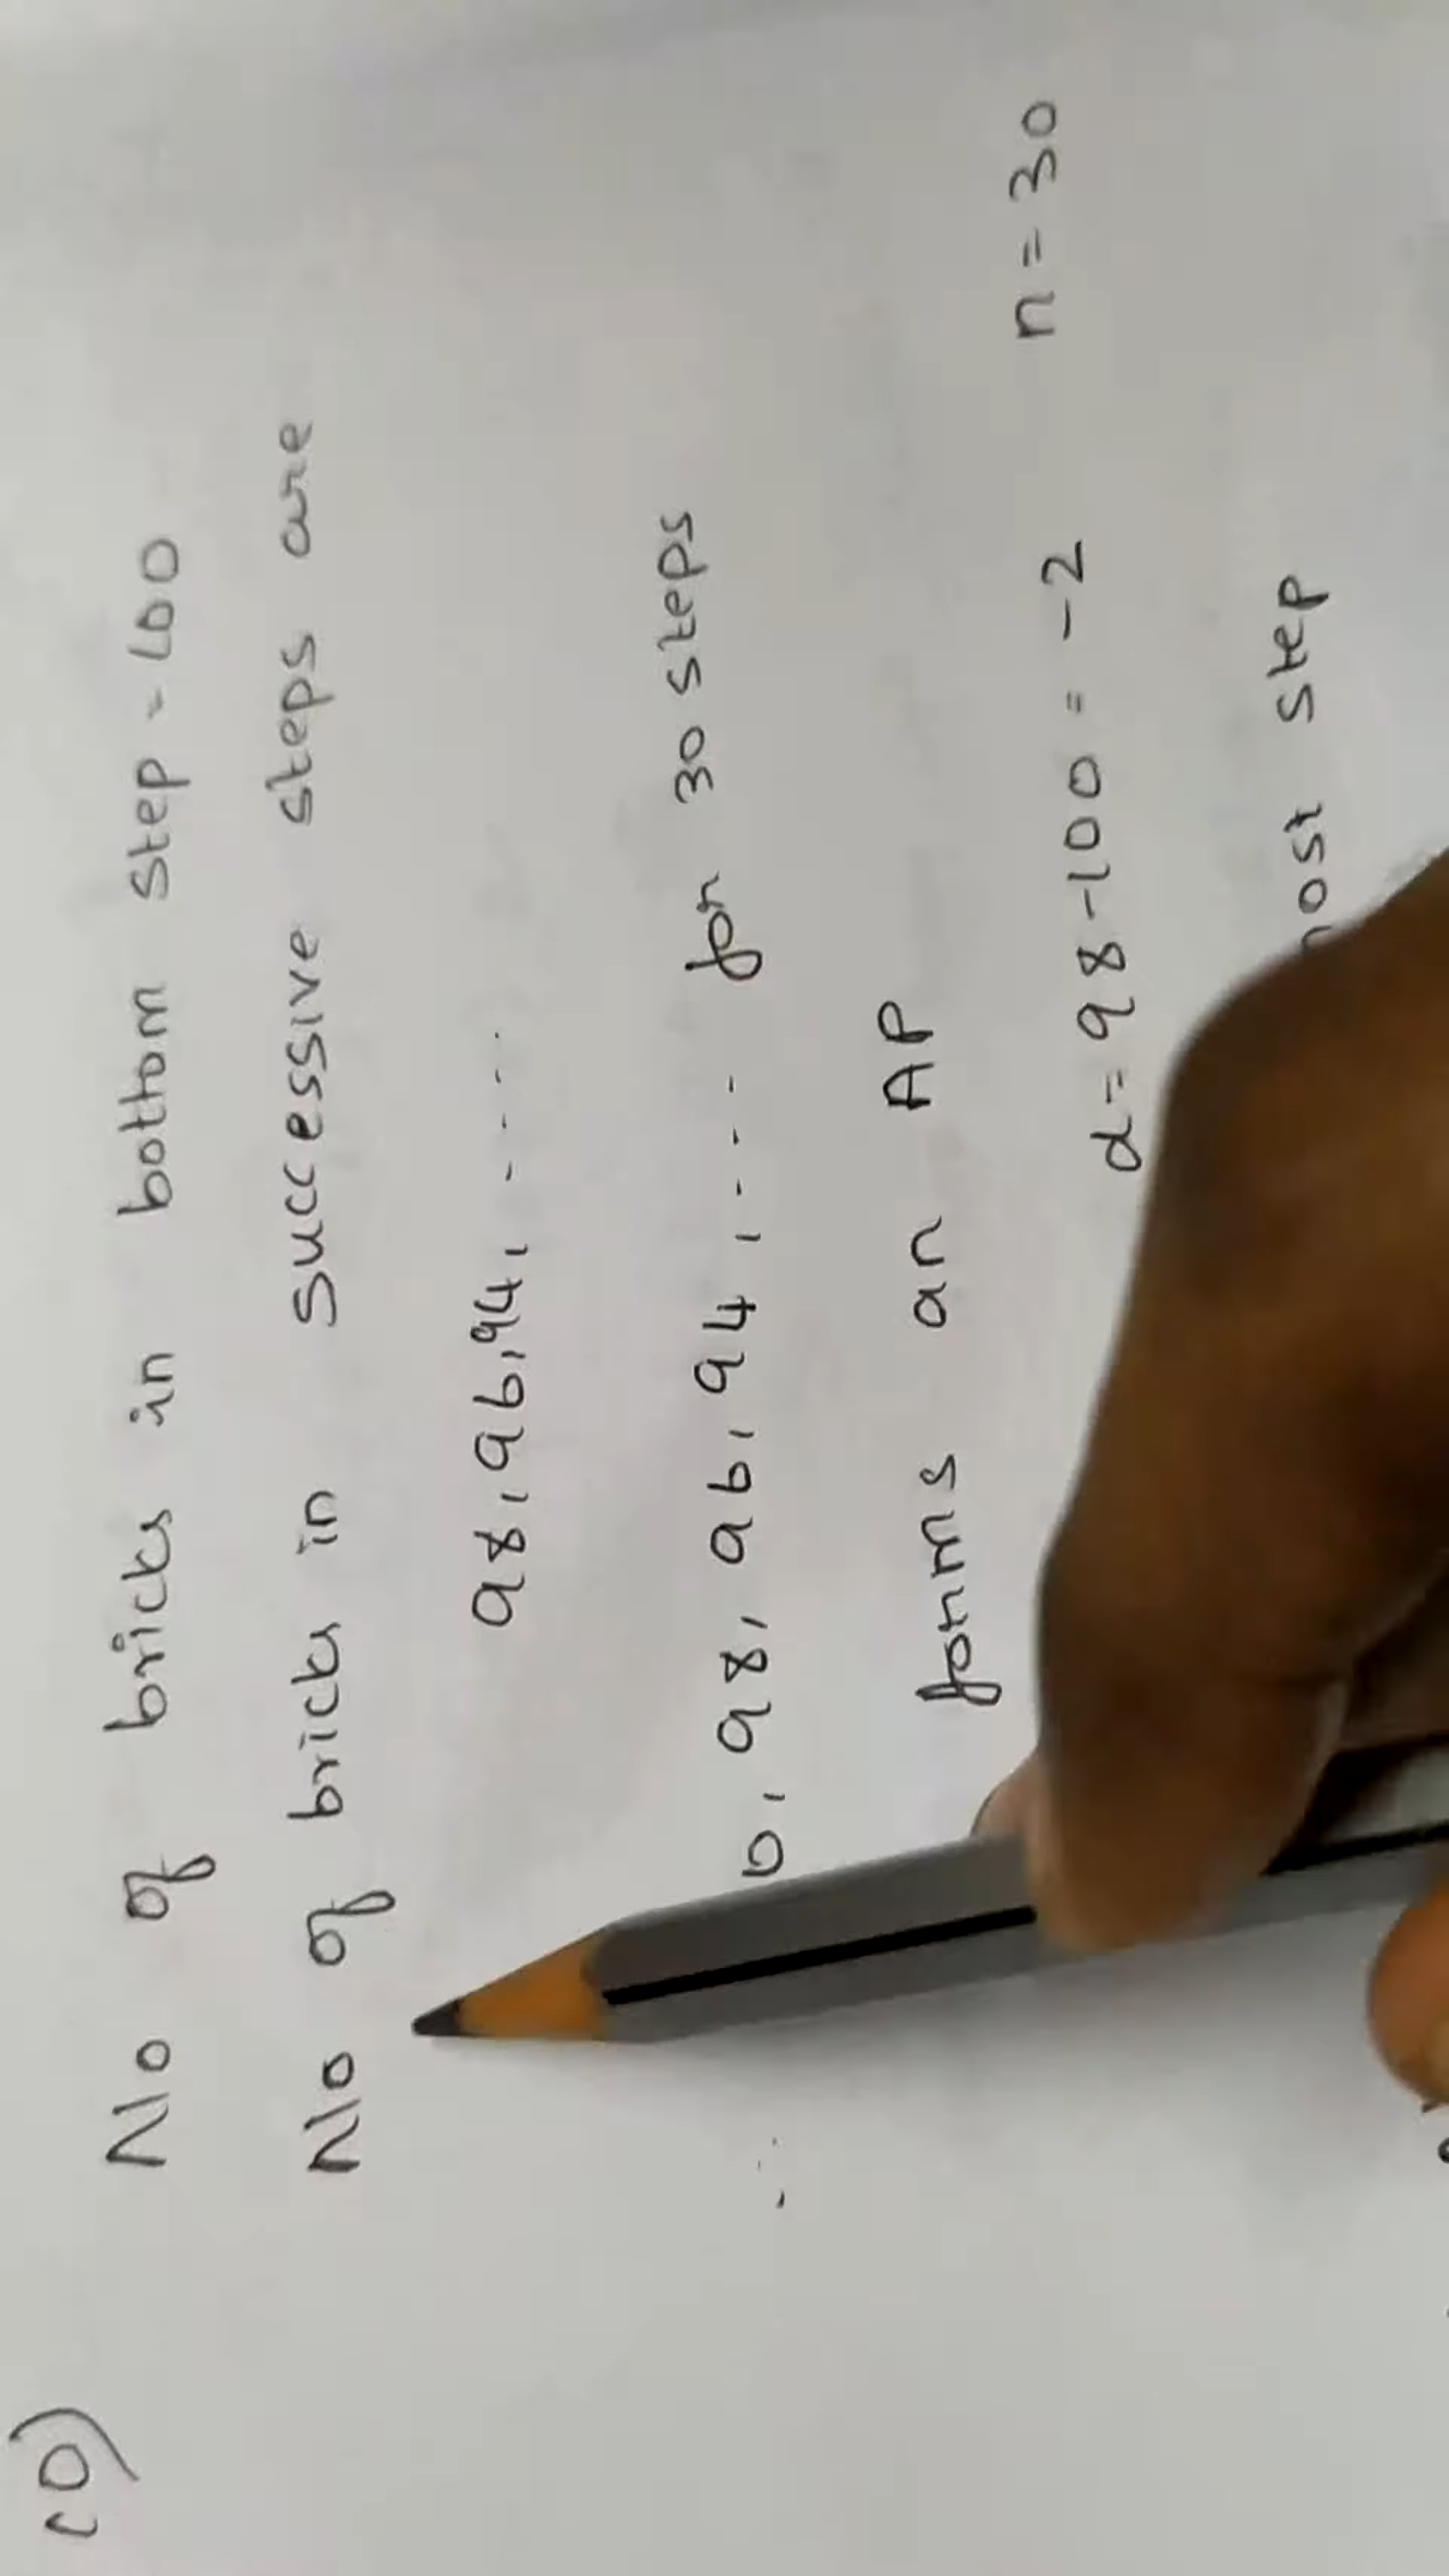 10)
No of bricks in bottom step = 100
No of bricks in successive steps are
98, 96, 94, - - - -
∴ 0, 98, 96, 94, - - - for 30 steps
forms an AP
d = 98 - 100 = -2 n = 30
step